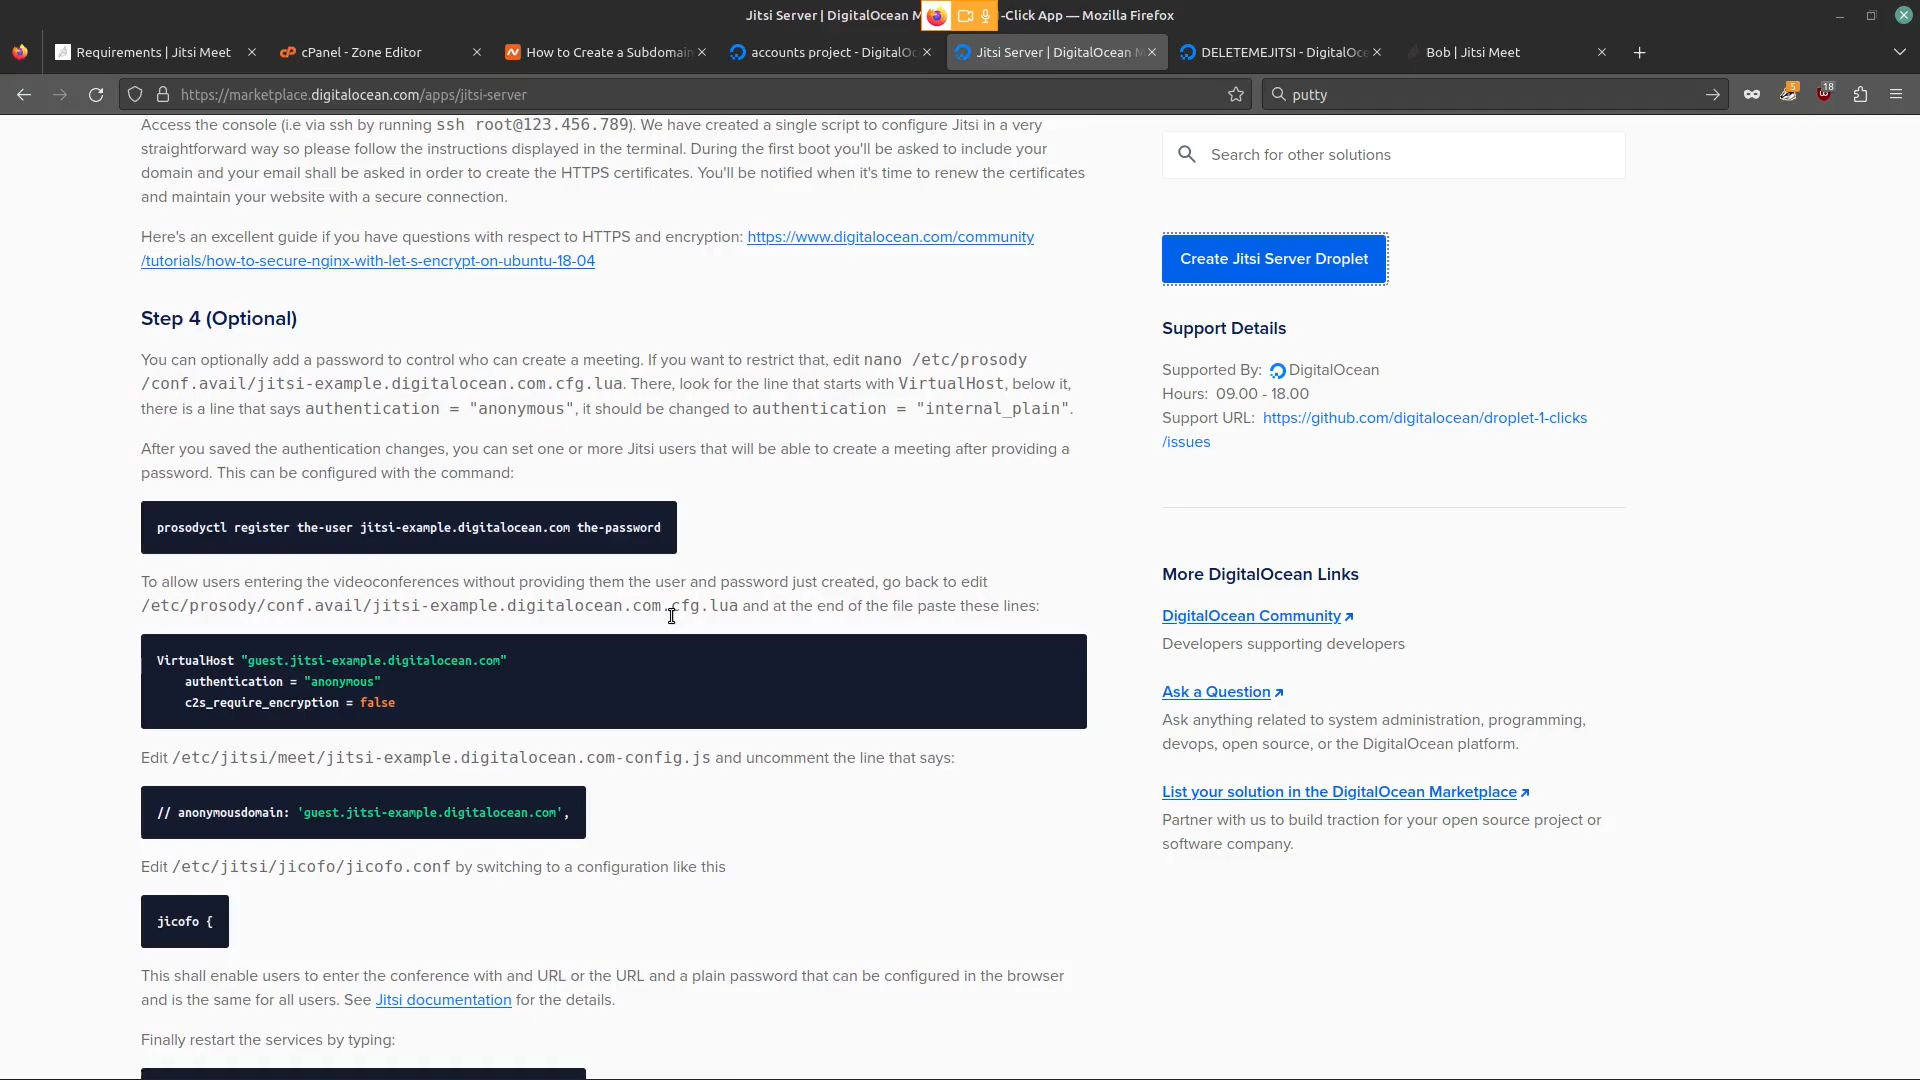 Jitsi Server | DigitalOcean M
-Click App — Mozilla Firefox
Requirements | Jitsi Meet
cPanel - Zone Editor
How to Create a Subdomain
accounts project - DigitalOc
Jitsi Server | DigitalOcean M
DELETEMEJITSI - DigitalOce
Bob | Jitsi Meet
https://marketplace.digitalocean.com/apps/jitsi-server
putty
5
18
Access the console (i.e via ssh by running ssh root@123.456.789). We have created a single script to configure Jitsi in a very
straightforward way so please follow the instructions displayed in the terminal. During the first boot you'll be asked to include your
domain and your email shall be asked in order to create the HTTPS certificates. You'll be notified when it's time to renew the certificates
and maintain your website with a secure connection.
Here's an excellent guide if you have questions with respect to HTTPS and encryption: https://www.digitalocean.com/community
/tutorials/how-to-secure-nginx-with-let-s-encrypt-on-ubuntu-18-04
Step 4 (Optional)
You can optionally add a password to control who can create a meeting. If you want to restrict that, edit nano /etc/prosody
/conf.avail/jitsi-example.digitalocean.com.cfg.lua. There, look for the line that starts with VirtualHost, below it,
there is a line that says authentication = "anonymous", it should be changed to authentication = "internal_plain".
After you saved the authentication changes, you can set one or more Jitsi users that will be able to create a meeting after providing a
password. This can be configured with the command:
prosodyctl register the-user jitsi-example.digitalocean.com the-password
To allow users entering the videoconferences without providing them the user and password just created, go back to edit
/etc/prosody/conf.avail/jitsi-example.digitalocean.com.cfg.lua and at the end of the file paste these lines:
VirtualHost "guest.jitsi-example.digitalocean.com"
authentication = "anonymous"
c2s_require_encryption = false
Edit /etc/jitsi/meet/jitsi-example.digitalocean.com-config.js and uncomment the line that says:
// anonymousdomain: 'guest.jitsi-example.digitalocean.com',
Edit /etc/jitsi/jicofo/jicofo.conf by switching to a configuration like this
jicofo {
This shall enable users to enter the conference with and URL or the URL and a plain password that can be configured in the browser
and is the same for all users. See Jitsi documentation for the details.
Finally restart the services by typing:
Search for other solutions
Create Jitsi Server Droplet
Support Details
Supported By: DigitalOcean
Hours: 09.00 - 18.00
Support URL: https://github.com/digitalocean/droplet-1-clicks
/issues
More DigitalOcean Links
DigitalOcean Community
Developers supporting developers
Ask a Question
Ask anything related to system administration, programming,
devops, open source, or the DigitalOcean platform.
List your solution in the DigitalOcean Marketplace
Partner with us to build traction for your open source project or
software company.